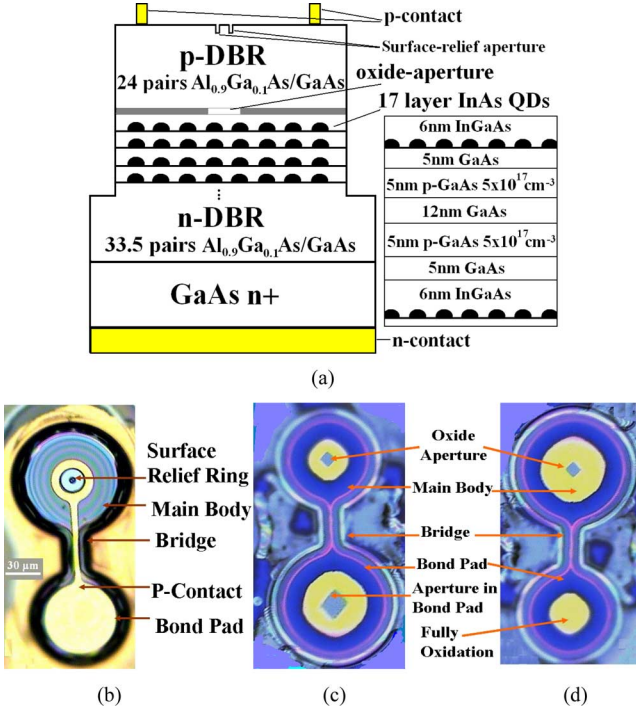 p-contact
Surface-relief aperture
p-DBR
oxide-aperture
24 pairs Al0.9Ga0.1As/GaAs
17 layer InAs QDs
6nm InGaAs
5nm GaAs
5nm p-GaAs 5x10^17cm^-3
12nm GaAs
5nm p-GaAs 5x10^17cm^-3
5nm GaAs
6nm InGaAs
n-DBR
33.5 pairs Al0.9Ga0.1As/GaAs
GaAs n+
n-contact
(a)
Surface
Relief Ring
Main Body
Bridge
30 µm
P-Contact
Bond Pad
Oxide
Aperture
Main Body
Bridge
Bond Pad
Aperture in
Bond Pad
Fully
Oxidation
(b)
(c)
(d)